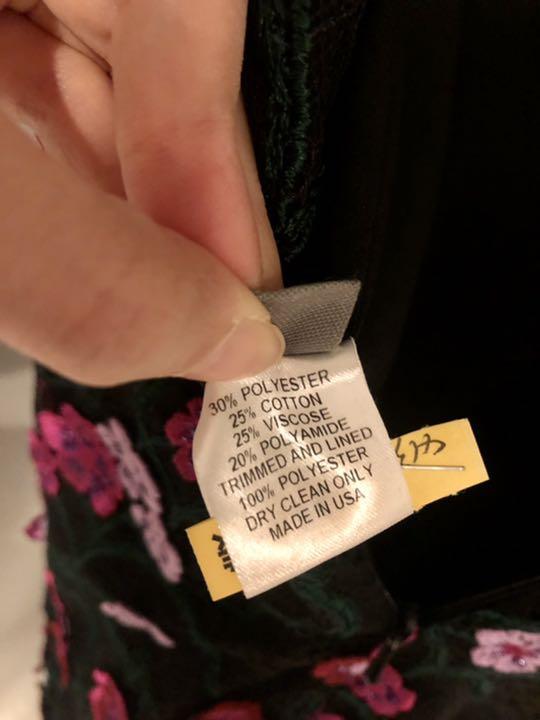 30% POLYESTER
25% COTTON
25% VISCOSE
20% POLYAMIDE
TRIMMED AND LINED
100% POLYESTER
DRY CLEAN ONLY
MADE IN USA